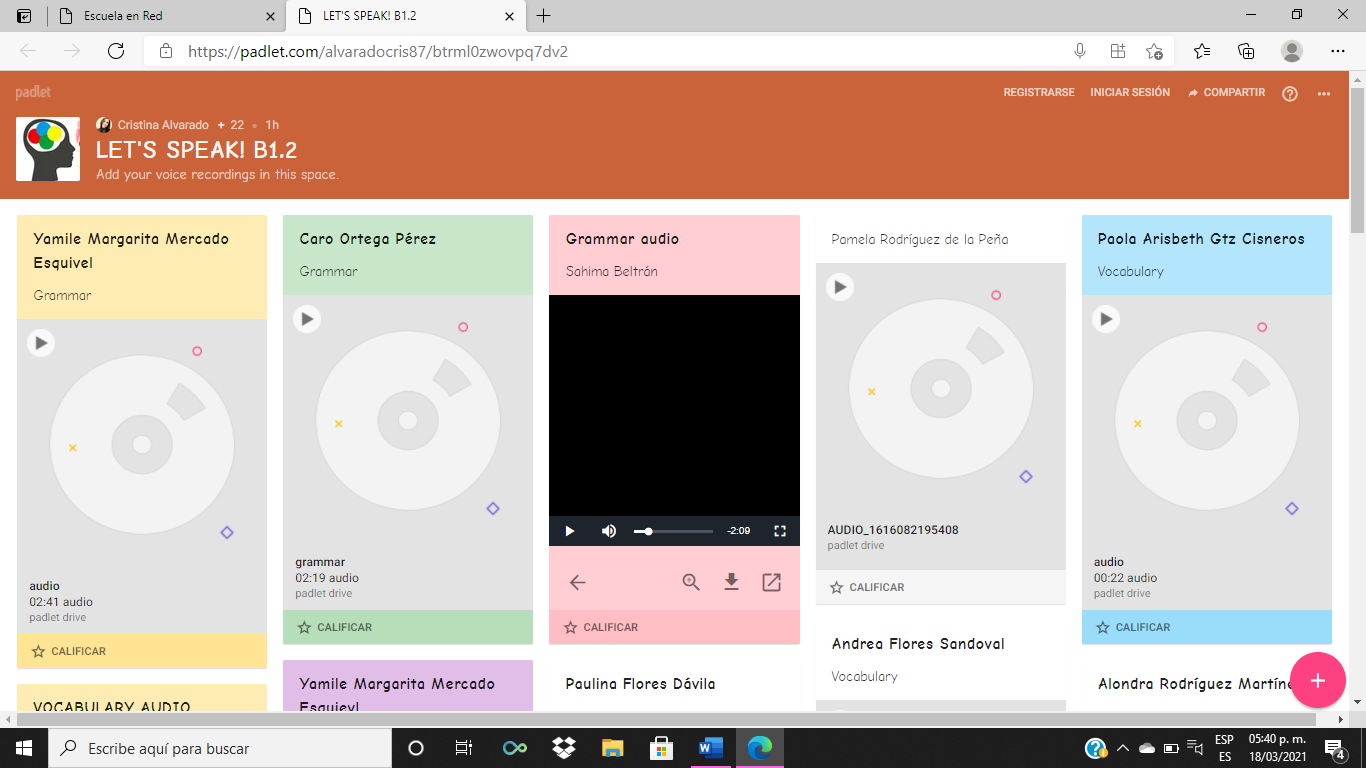 Escuela en Red
LET'S SPEAK! B1.2
https://padlet.com/alvaradocris87/btrml0zwovpq7dv2
padlet
REGISTRARSE
INICIAR SESIÓN
COMPARTIR
Cristina Alvarado + 22 • 1h
LET'S SPEAK! B1.2
Add your voice recordings in this space.
Yamile Margarita Mercado
Esquivel
Grammar
audio
02:41 audio
padlet drive
CALIFICAR
VOCABULARY AUDIO
Caro Ortega Pérez
Grammar
grammar
02:19 audio
padlet drive
CALIFICAR
Yamile Margarita Mercado
Esquievl
Grammar audio
Sahima Beltrán
-2:09
CALIFICAR
Paulina Flores Dávila
Pamela Rodríguez de la Peña
AUDIO_1616082195408
padlet drive
CALIFICAR
Andrea Flores Sandoval
Vocabulary
Paola Arisbeth Gtz Cisneros
Vocabulary
audio
00:22 audio
padlet drive
CALIFICAR
Alondra Rodríguez Martíne
Escribe aquí para buscar
ESP
ES
05:40 p. m.
18/03/2021
4